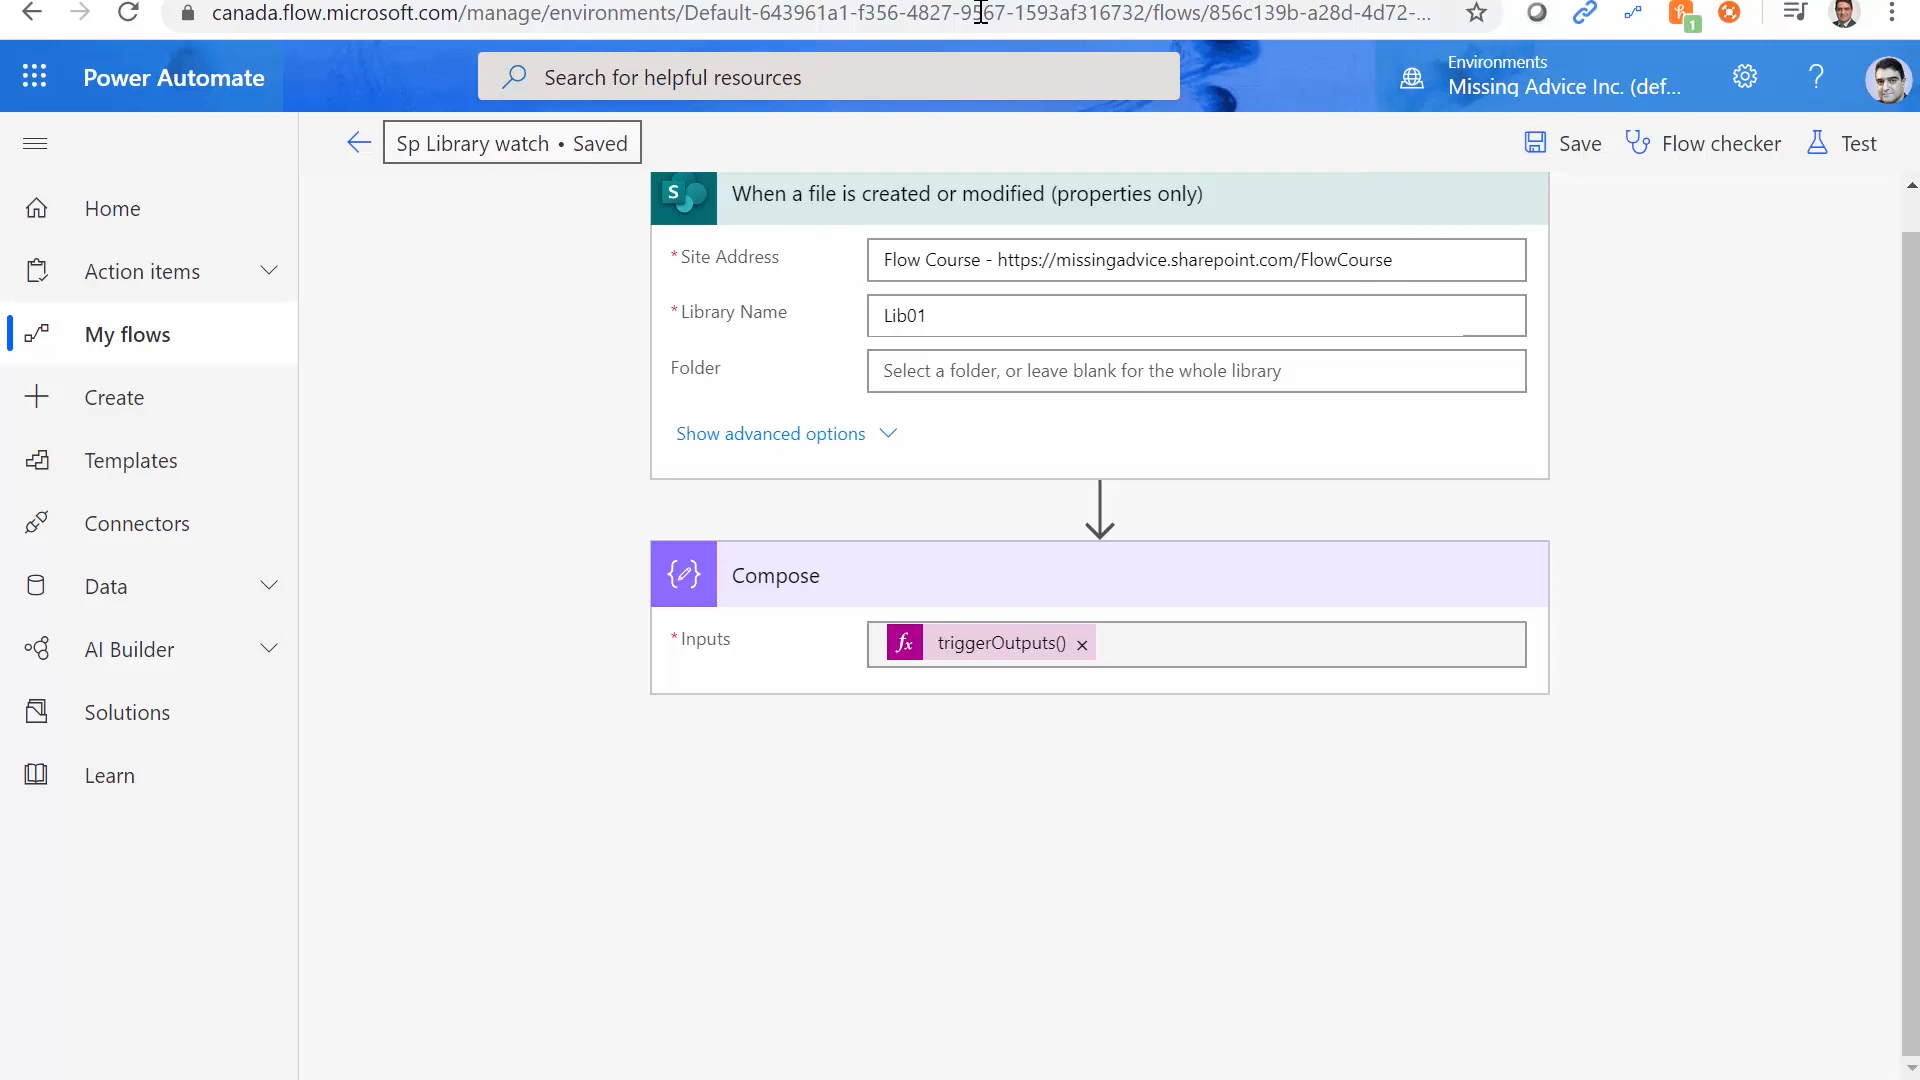 canada.flow.microsoft.com/manage/environments/Default-643961a1-f356-4827-9567-1593af316732/flows/856c139b-a28d-4d72-...
1
Power Automate
Search for helpful resources
Environments
Missing Advice Inc. (def...
?
Sp Library watch • Saved
Save
Flow checker
Test
Home
Action items
My flows
Create
Templates
Connectors
Data
AI Builder
Solutions
Learn
S
When a file is created or modified (properties only)
* Site Address
Flow Course - https://missingadvice.sharepoint.com/FlowCourse
* Library Name
Lib01
Folder
Select a folder, or leave blank for the whole library
Show advanced options
Compose
* Inputs
fx triggerOutputs() ×